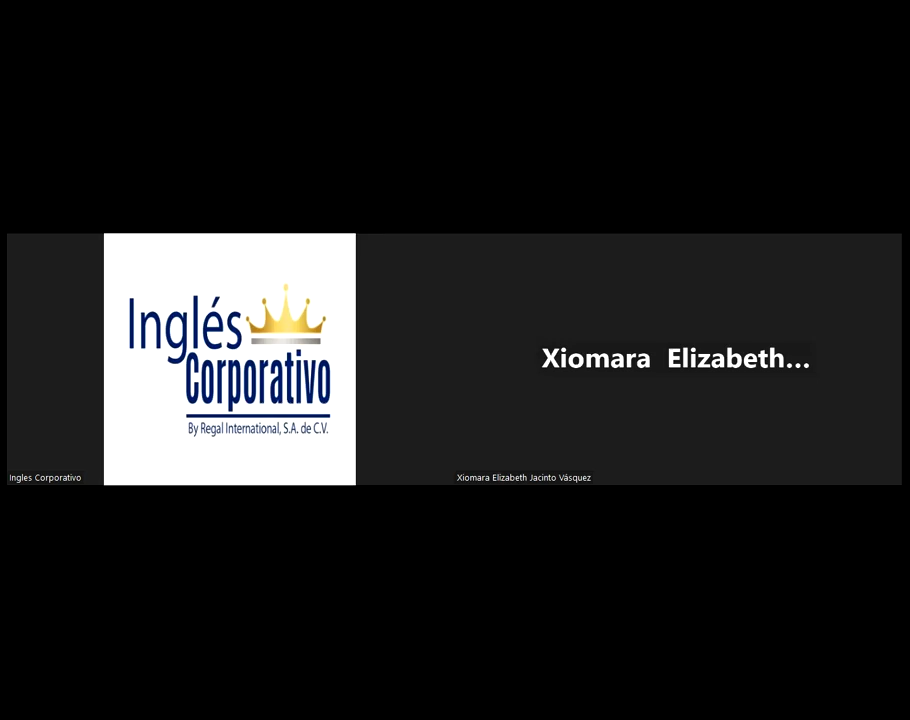 Inglés
Corporativo
By Regal International, S.A. de C.V.
Ingles Corporativo
Xiomara Elizabeth...
Xiomara Elizabeth Jacinto Vásquez